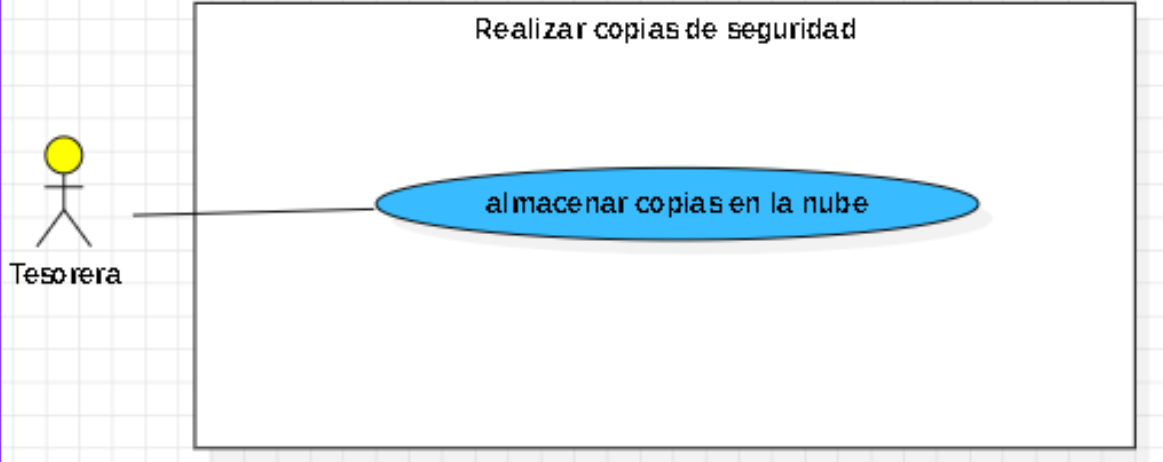 Realizar copias de seguridad
almacenar copias en la nube
Tesorera